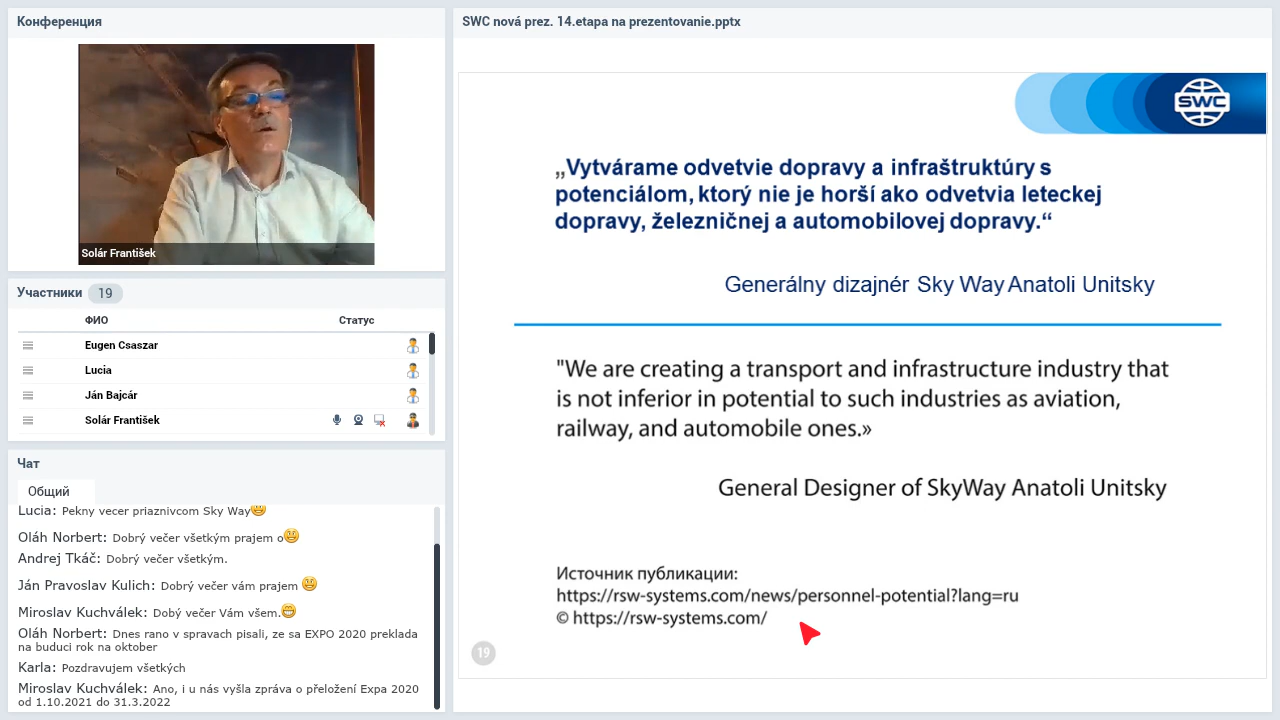 Конференция
Solár František
Участники 19
ФИО Статус
Eugen Csaszar
Lucia
Ján Bajcár
Solár František
Чат
Общий
Lucia: Pekny vecer priaznivcom Sky Way
Oláh Norbert: Dobrý večer všetkým prajem o
Andrej Tkáč: Dobrý večer všetkým.
Ján Pravoslav Kulich: Dobrý večer vám prajem
Miroslav Kuchválek: Dobý večer Vám všem.
Oláh Norbert: Dnes rano v spravach pisali, ze sa EXPO 2020 preklada
na buduci rok na oktober
Karla: Pozdravujem všetkých
Miroslav Kuchválek: Ano, i u nás vyšla zpráva o přeložení Expa 2020
od 1.10.2021 do 31.3.2022
SWC nová prez. 14.etapa na prezentovanie.pptx
SWC
„Vytvárame odvetvie dopravy a infraštruktúry s
potenciálom, ktorý nie je horší ako odvetvia leteckej
dopravy, železničnej a automobilovej dopravy.“
Generálny dizajnér Sky Way Anatoli Unitsky
"We are creating a transport and infrastructure industry that
is not inferior in potential to such industries as aviation,
railway, and automobile ones.»
General Designer of SkyWay Anatoli Unitsky
Источник публикации:
https://rsw-systems.com/news/personnel-potential?lang=ru
© https://rsw-systems.com/
19